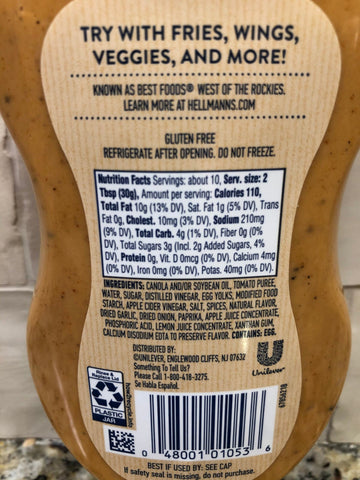 TRY WITH FRIES, WINGS,
VEGGIES, AND MORE!
KNOWN AS BEST FOODS® WEST OF THE ROCKIES.
LEARN MORE AT HELLMANNS.COM
GLUTEN FREE
REFRIGERATE AFTER OPENING. DO NOT FREEZE.
Nutrition Facts Servings: about 10, Serv. size: 2
Tbsp (30g), Amount per serving: Calories 110,
Total Fat 10g (13% DV), Sat. Fat 1g (5% DV), Trans
Fat 0g, Cholest. 10mg (3% DV), Sodium 210mg
(9% DV), Total Carb. 4g (1% DV), Fiber 0g (0%
DV), Total Sugars 3g (Incl. 2g Added Sugars, 4%
DV), Protein 0g, Vit. D 0mcg (0% DV), Calcium 4mg
(0% DV), Iron 0mg (0% DV), Potas. 40mg (0% DV).
INGREDIENTS: CANOLA AND/OR SOYBEAN OIL, TOMATO PUREE,
WATER, SUGAR, DISTILLED VINEGAR, EGG YOLKS, MODIFIED FOOD
STARCH, APPLE CIDER VINEGAR, SALT, SPICES, NATURAL FLAVOR,
DRIED GARLIC, DRIED ONION, PAPRIKA, APPLE JUICE CONCENTRATE,
PHOSPHORIC ACID, LEMON JUICE CONCENTRATE, XANTHAN GUM,
CALCIUM DISODIUM EDTA TO PRESERVE FLAVOR. CONTAINS: EGG.
DISTRIBUTED BY:
©UNILEVER, ENGLEWOOD CLIFFS, NJ 07632
Something To Tell Us?
Please Call 1-800-418-3275.
Se Habla Español.
Unilever
Rinse &
Replace Lid
PLASTIC
JAR
how2recycle.info
0 48001 01053 6
BEST IF USED BY: SEE CAP
If safety seal is missing, do not purchase.